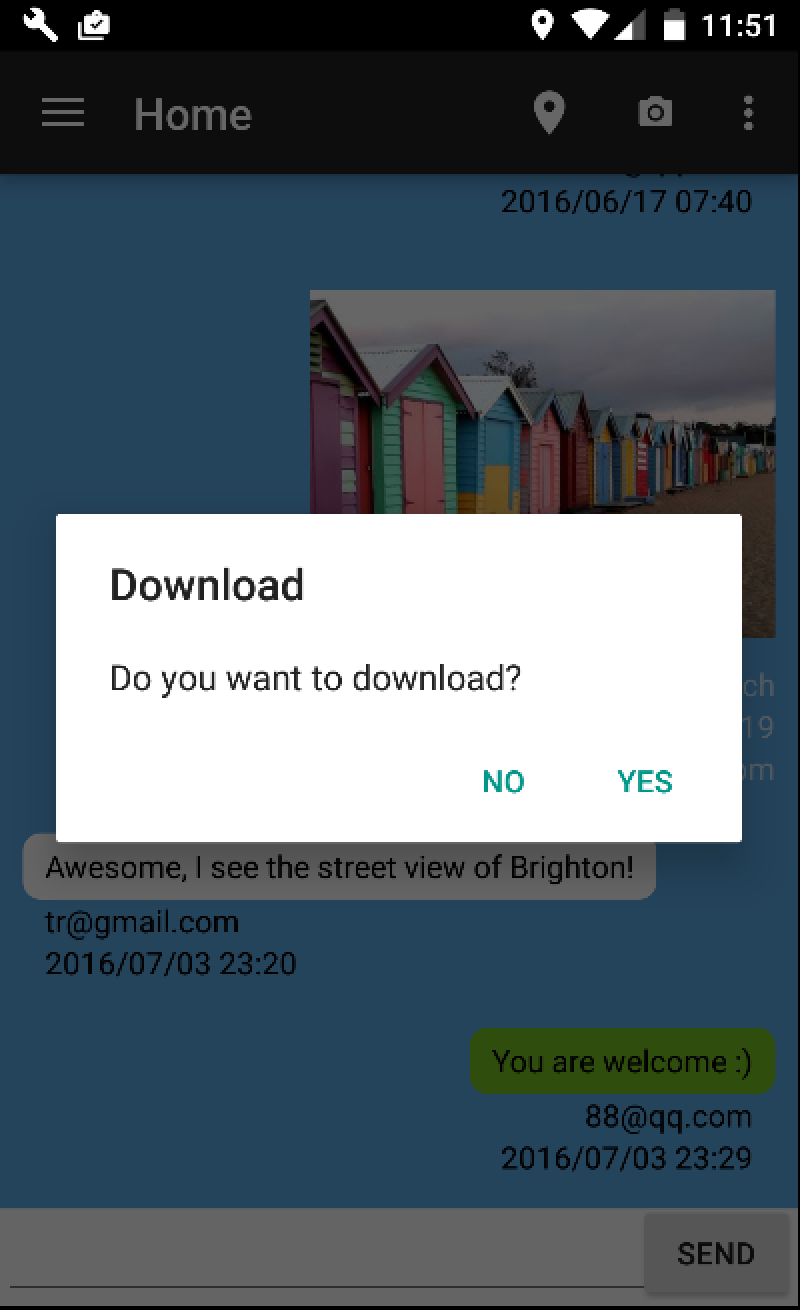 11:51
Home
2016/06/17 07:40
Download
Do you want to download?
NO YES
19
Awesome, I see the street view of Brighton!
tr@gmail.com
2016/07/03 23:20
You are welcome :)
88@qq.com
2016/07/03 23:29
SEND